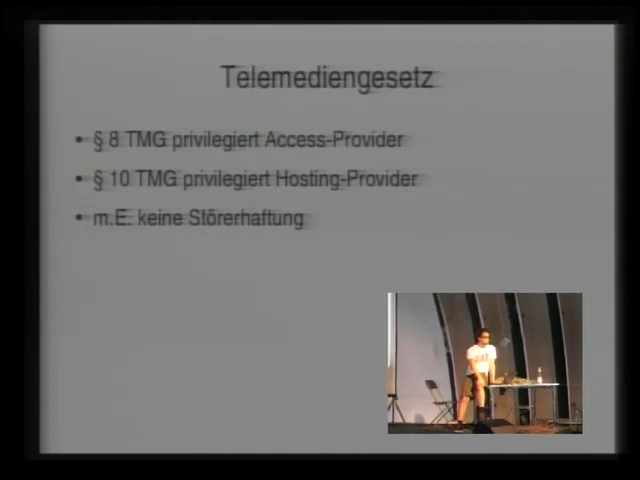 Telemediengesetz
• § 8 TMG privilegiert Access-Provider
• § 10 TMG privilegiert Hosting-Provider
• m.E. keine Störerhaftung